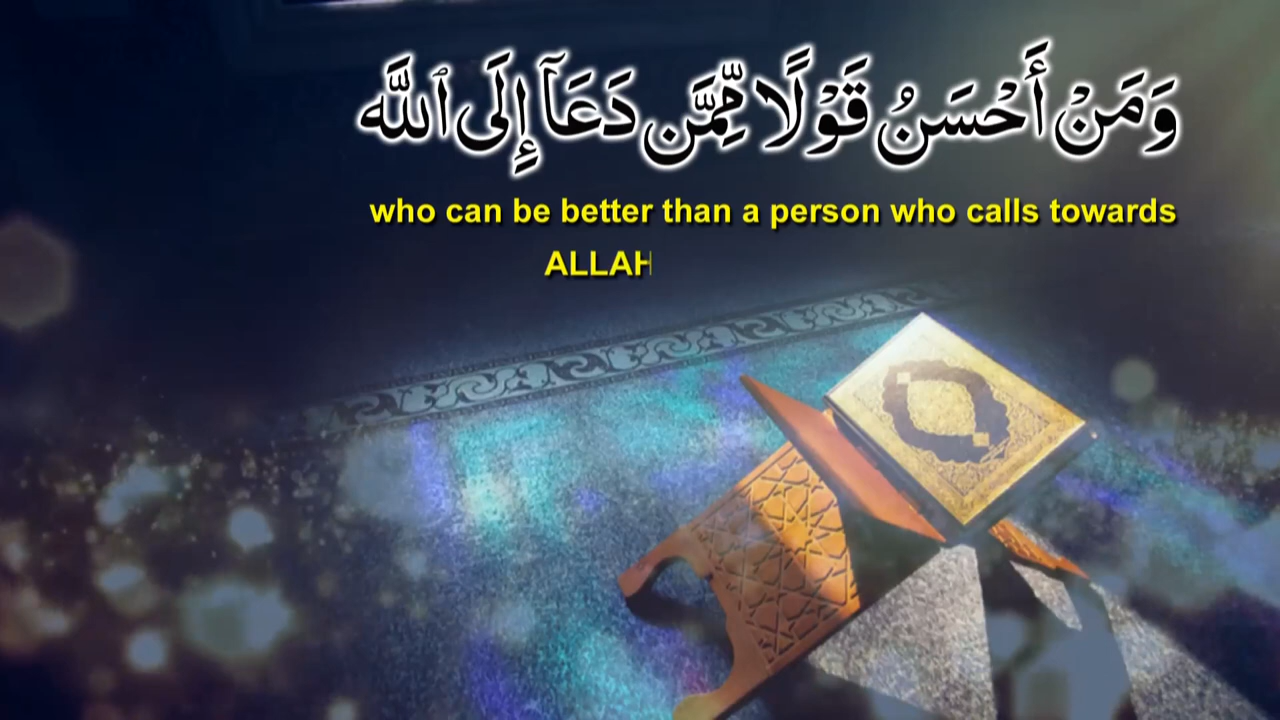 وَمَنْ أَحْسَنُ قَوْلًا مِّمَّن دَعَآ إِلَى ٱللَّه
who can be better than a person who calls towards
ALLAH